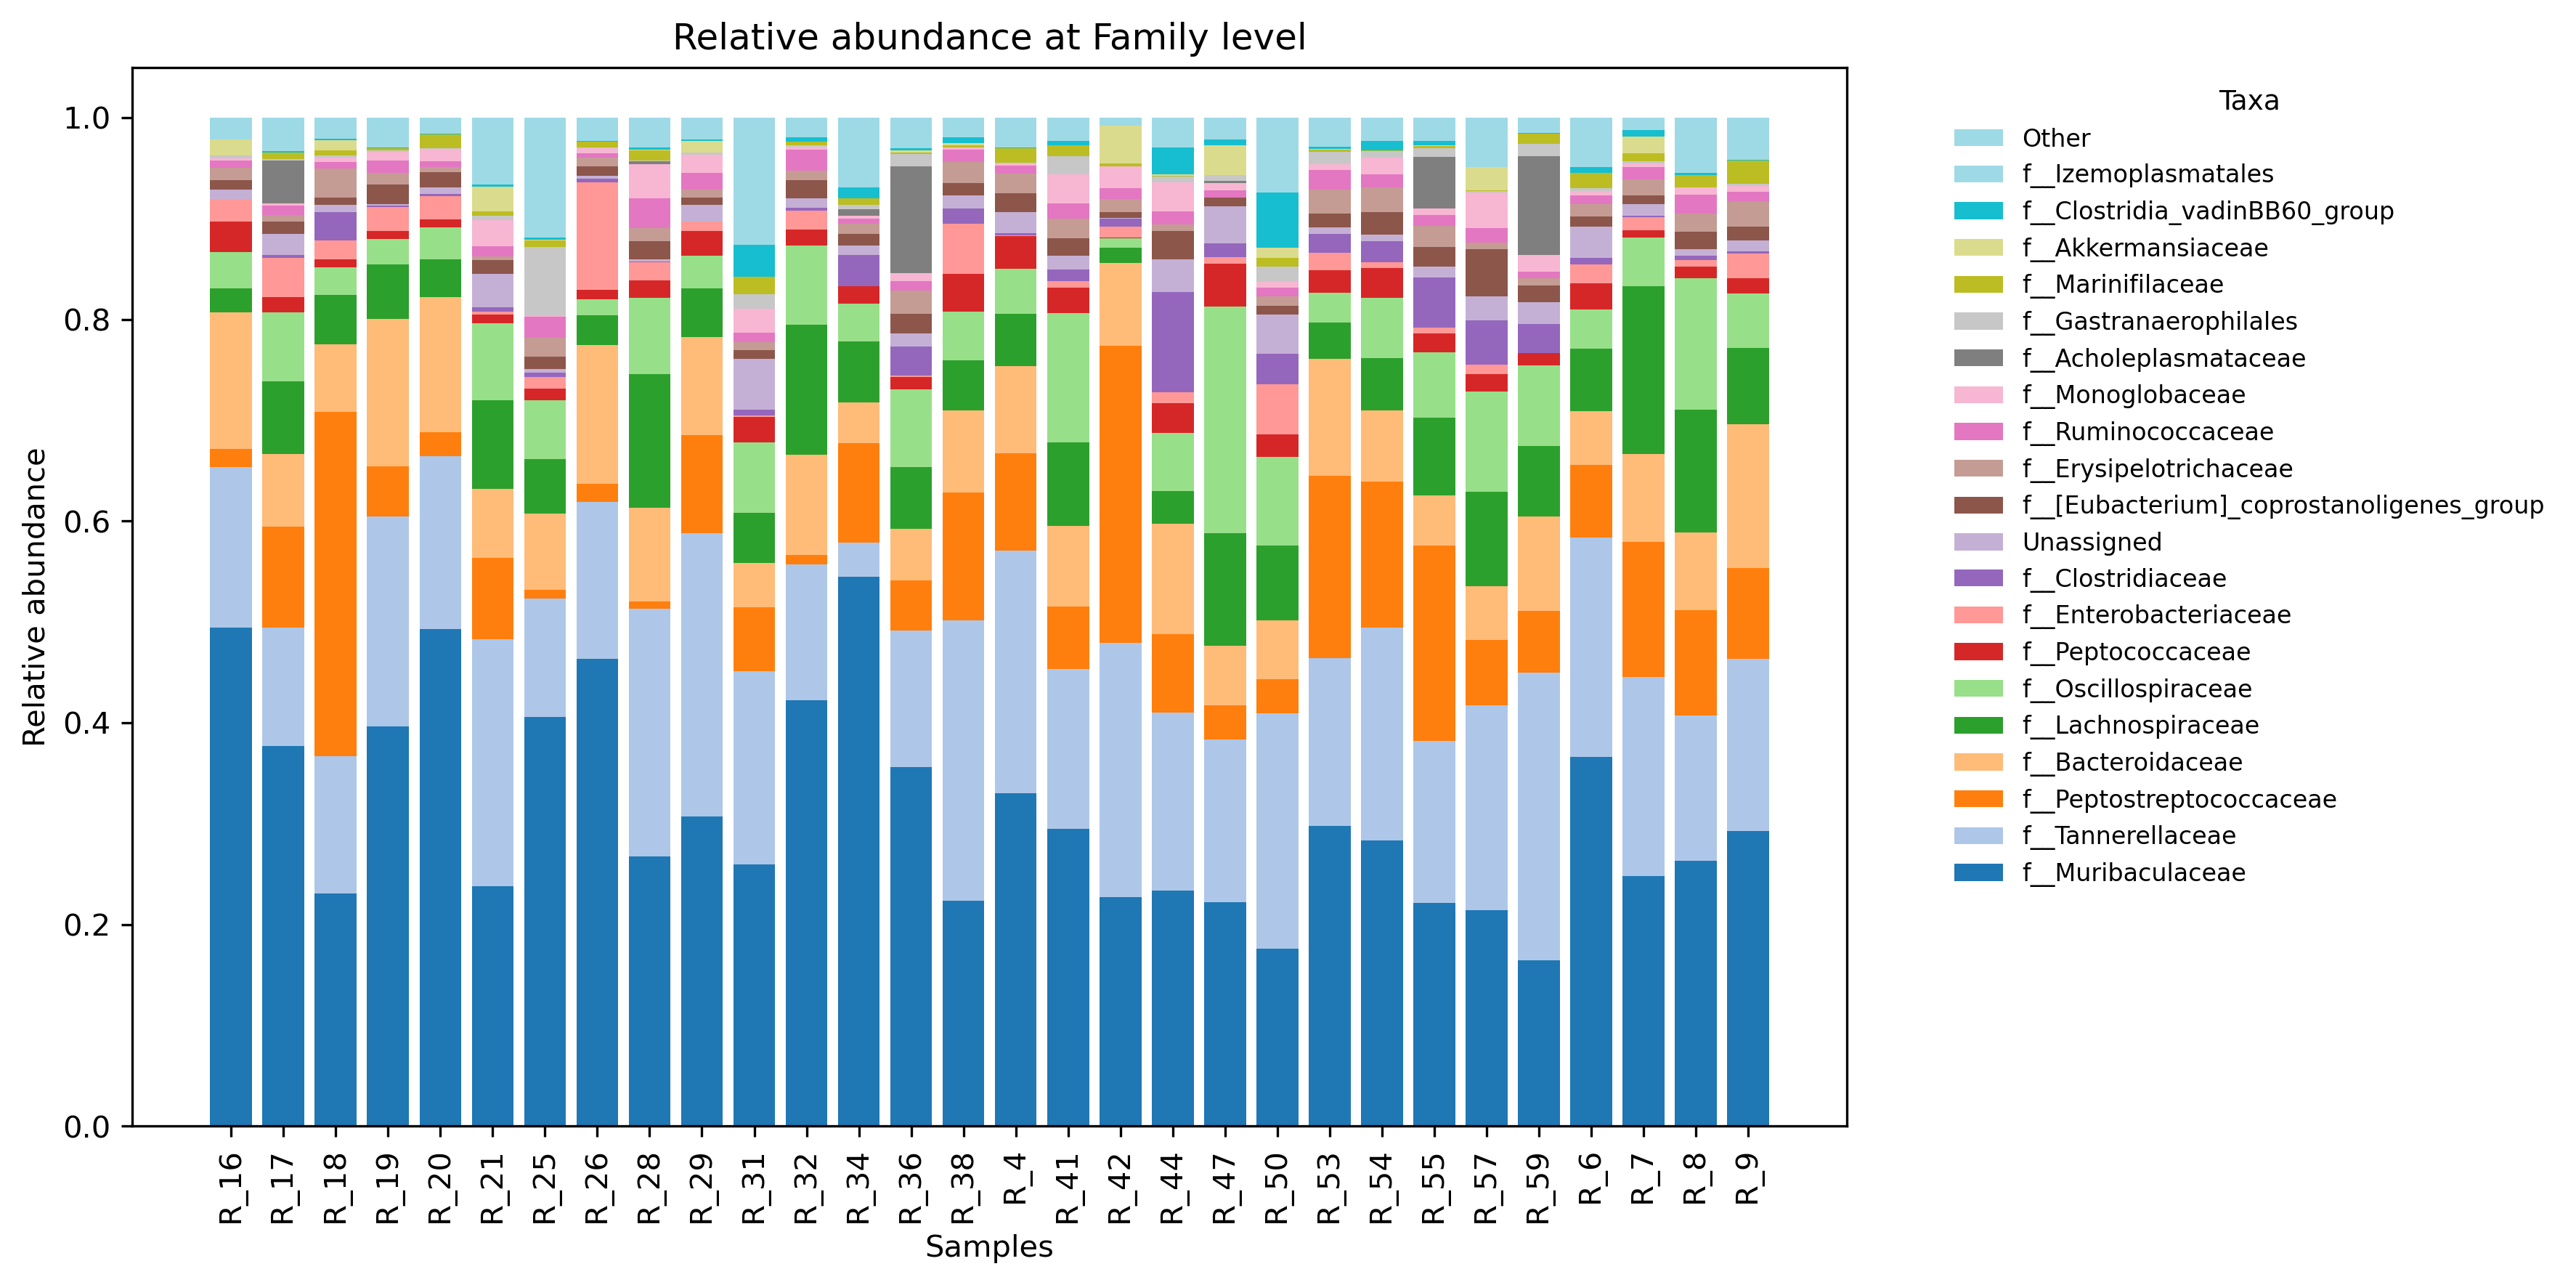 Relative abundance at Family level
Relative abundance
1.0
0.8
0.6
0.4
0.2
0.0
R_16
R_17
R_18
R_19
R_20
R_21
R_25
R_26
R_28
R_29
R_31
R_32
R_34
R_36
R_38
R_4
R_41
R_42
R_44
R_47
R_50
R_53
R_54
R_55
R_57
R_59
R_6
R_7
R_8
R_9
Samples
Taxa
Other
f__Izemoplasmatales
f__Clostridia_vadinBB60_group
f__Akkermansiaceae
f__Marinifilaceae
f__Gastranaerophilales
f__Acholeplasmataceae
f__Monoglobaceae
f__Ruminococcaceae
f__Erysipelotrichaceae
f__[Eubacterium]_coprostanoligenes_group
Unassigned
f__Clostridiaceae
f__Enterobacteriaceae
f__Peptococcaceae
f__Oscillospiraceae
f__Lachnospiraceae
f__Bacteroidaceae
f__Peptostreptococcaceae
f__Tannerellaceae
f__Muribaculaceae